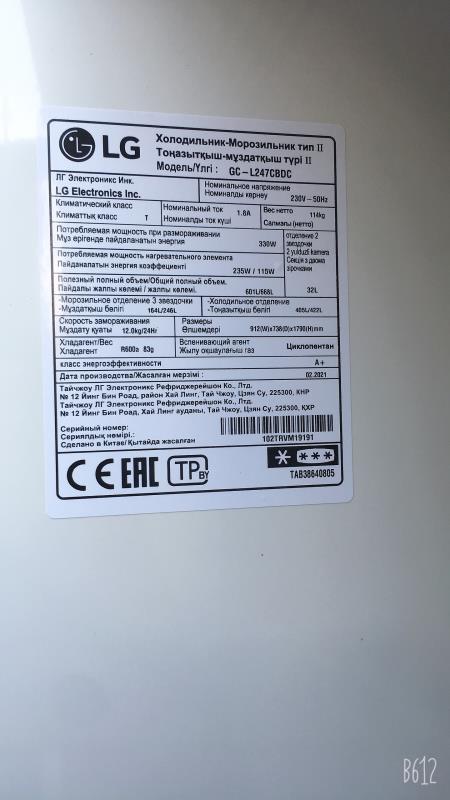 LG
Холодильник-Морозильник тип II
Тоңазытқыш-мұздатқыш түрі II
Модель/Үлгі : GC-L247CBDC
ЛГ Электроникс Инк.
LG Electronics Inc.
Номинальное напряжение
Номиналды кернеу 230V~50Hz
Климатический класс
Климаттық класс T
Номинальный ток
Номиналды ток күші 1.8A
Вес нетто
Салмағы (нетто) 114kg
Потребляемая мощность при размораживании
Мұз ерігенде пайдаланатын энергия 330W
отделение 2
звездочки
2 yulduzli kamera
Секція з двома
зірочками
32L
Потребляемая мощность нагревательного элемента
Пайданалатын энергия коэффициенті 235W / 115W
Полезный полный объем/Общий полный объем.
Пайдалы жалпы көлемі / жалпы көлемі. 601L/668L
-Морозильное отделение 3 звездочки
-Мұздатқыш бөлігі 164L/246L
-Холодильное отделение
-Тоңазытқыш бөлігі 405L/422L
Скорость замораживания
Мұздату қуаты 12.0kg/24Hr
Размеры
Өлшемдері 912(W)x738(D)x1790(H)mm
Хладагент/Вес
Хладагент R600a 83g
Вспенивающий агент
Жылу оқшаулағыш газ Циклопентан
класс энергоэффективности A+
Дата производства/Жасалған мерзімі : 02.2021
Тайчжоу ЛГ Электроникс Рефриджерейшон Ко., Лтд.
№ 12 Йинг Бин Роад, район Хай Линг, Тай Чжоу, Цзян Су, 225300, КНР
Тайчжоу ЛГ Электроникс Рефриджерейшон Ко., Лтд.
№ 12 Йинг Бин Роад, Хай Линг ауданы, Тай Чжоу, Цзян Су, 225300, ҚХР
Серийный номер:
Сериялдық нөмірі.:
Сделано в Китае/Қытайда жасалған
102TRVM19191
CE EAC TP BY
TAB38640805
B612